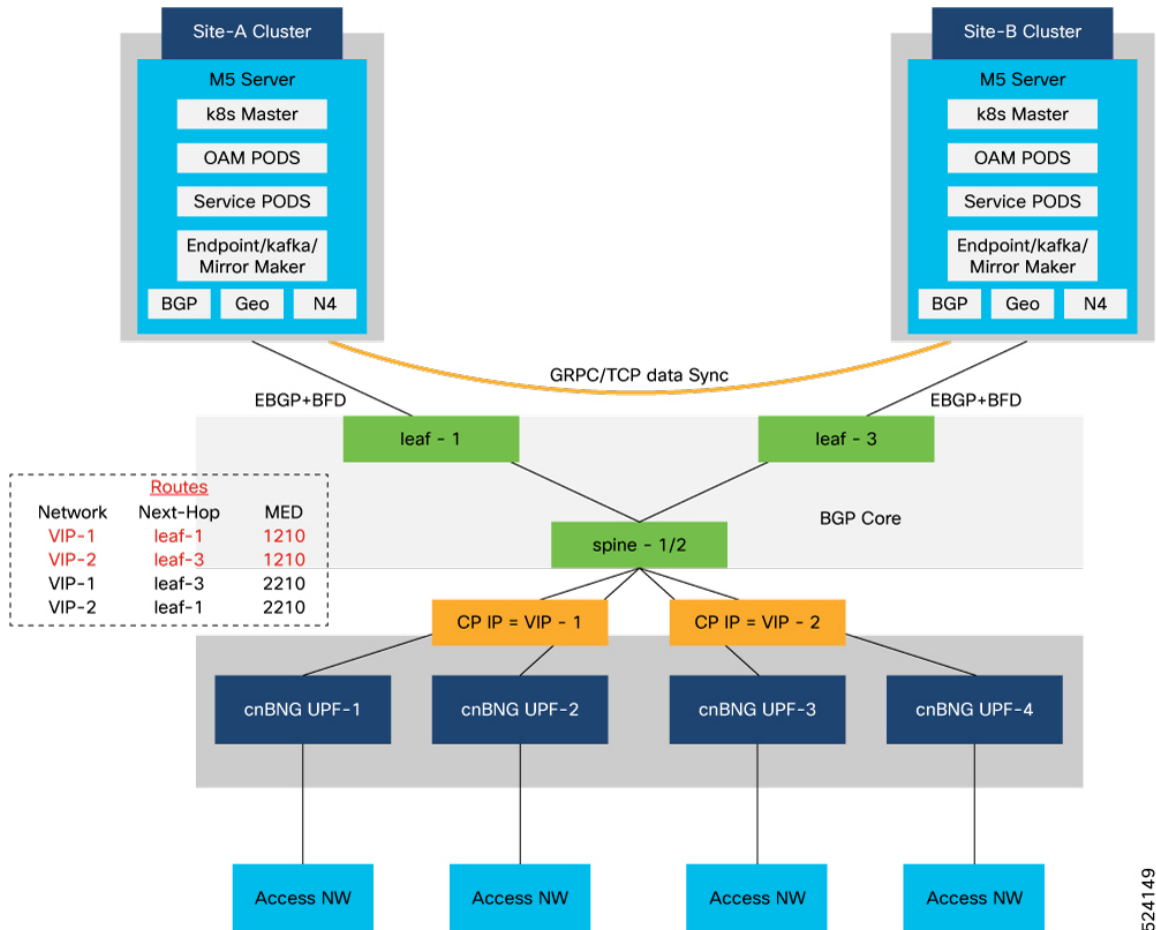 Site-A Cluster
Site-B Cluster
M5 Server
k8s Master
OAM PODS
Service PODS
Endpoint/kafka/
Mirror Maker
BGP Geo N4
M5 Server
k8s Master
OAM PODS
Service PODS
Endpoint/kafka/
Mirror Maker
BGP Geo N4
GRPC/TCP data Sync
EBGP+BFD
EBGP+BFD
leaf - 1
leaf - 3
Routes
Network Next-Hop MED
VIP-1 leaf-1 1210
VIP-2 leaf-3 1210
VIP-1 leaf-3 2210
VIP-2 leaf-1 2210
BGP Core
spine - 1/2
CP IP = VIP - 1
CP IP = VIP - 2
cnBNG UPF-1
cnBNG UPF-2
cnBNG UPF-3
cnBNG UPF-4
Access NW
Access NW
Access NW
Access NW
524149